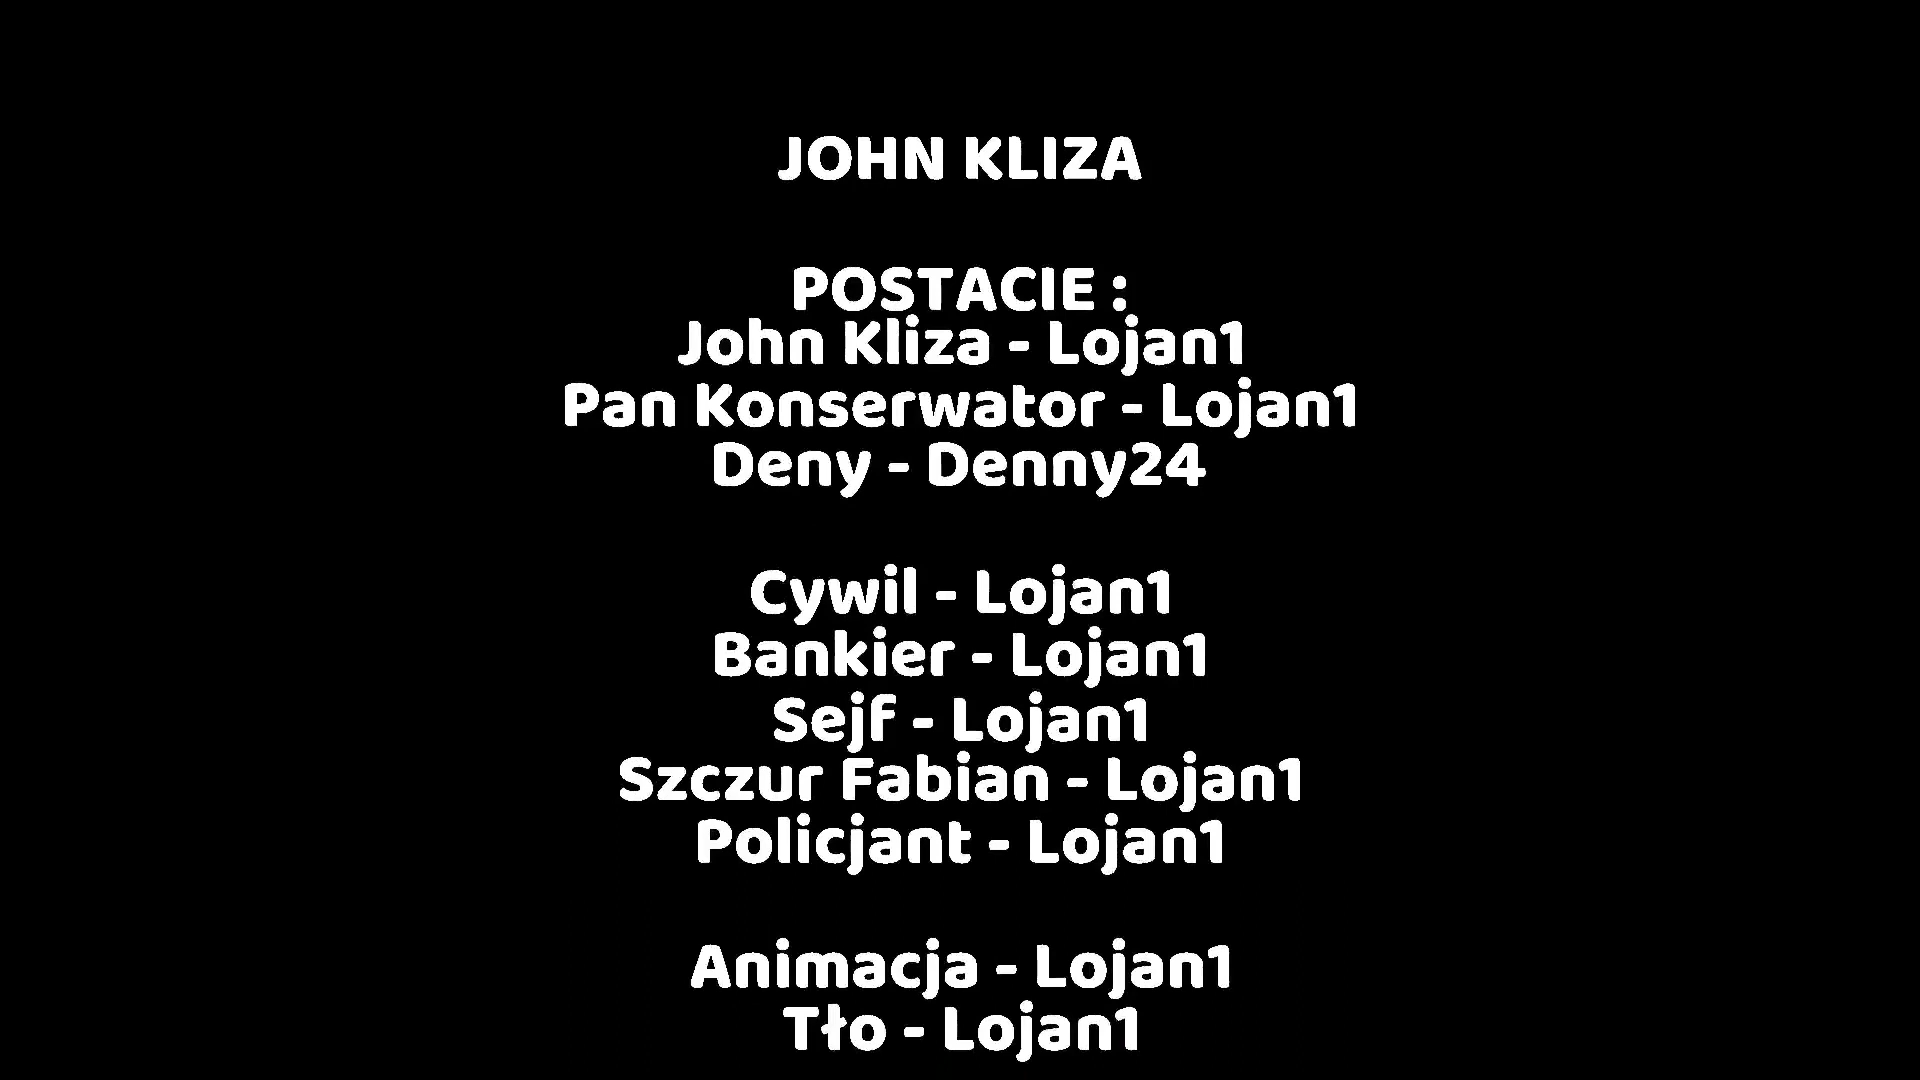 JOHN KLIZA
POSTACIE :
John Kliza - Lojan1
Pan Konserwator - Lojan1
Deny - Denny24
Cywil - Lojan1
Bankier - Lojan1
Sejf - Lojan1
Szczur Fabian - Lojan1
Policjant - Lojan1
Animacja - Lojan1
Tło - Lojan1